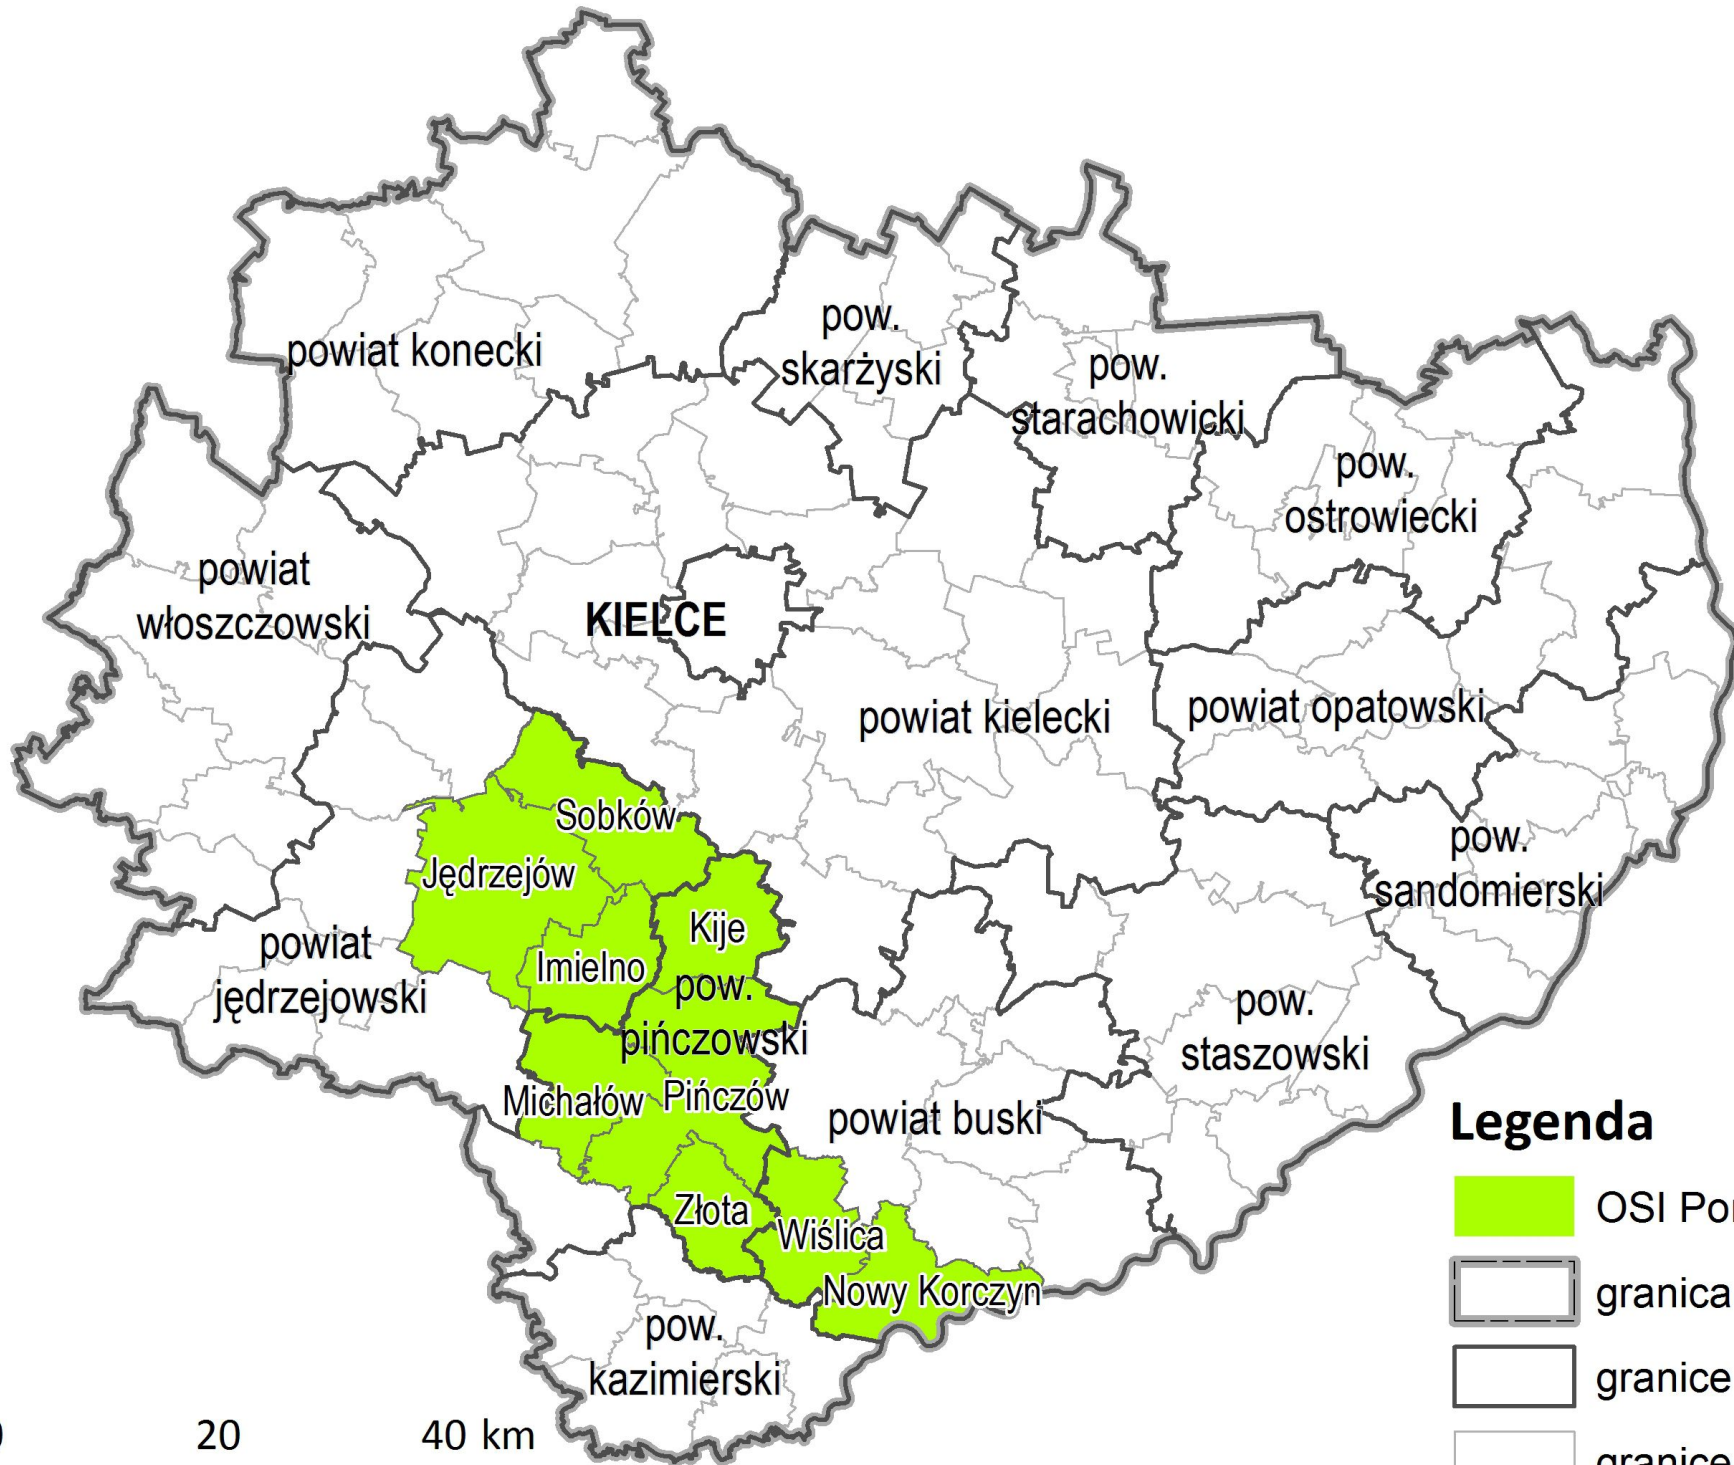 powiat konecki
pow.
skarżyski
pow.
starachowicki
pow.
ostrowiecki
powiat
włoszczowski
KIELCE
powiat kielecki
powiat opatowski
Sobków
Jędrzejów
pow.
sandomierski
Kije
powiat
jędrzejowski
Imielno
pow.
pińczowski
pow.
staszowski
Michałów
Pińczów
powiat buski
Złota
Wiślica
Nowy Korczyn
pow.
kazimierski
20
40 km
Legenda
OSI
granica
granice
granice